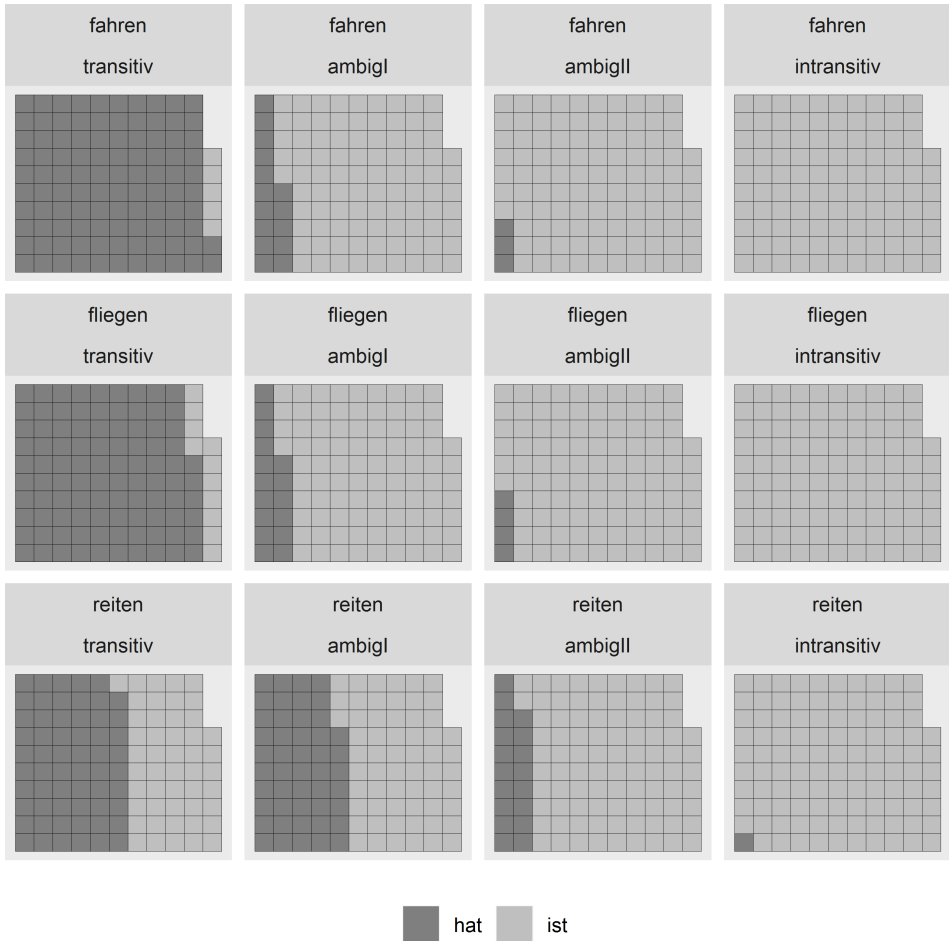 fahren
transitiv
fahren
ambigI
fahren
ambigII
fahren
intransitiv
fliegen
transitiv
fliegen
ambigI
fliegen
ambigII
fliegen
intransitiv
reiten
transitiv
reiten
ambigI
reiten
ambigII
reiten
intransitiv
hat
ist